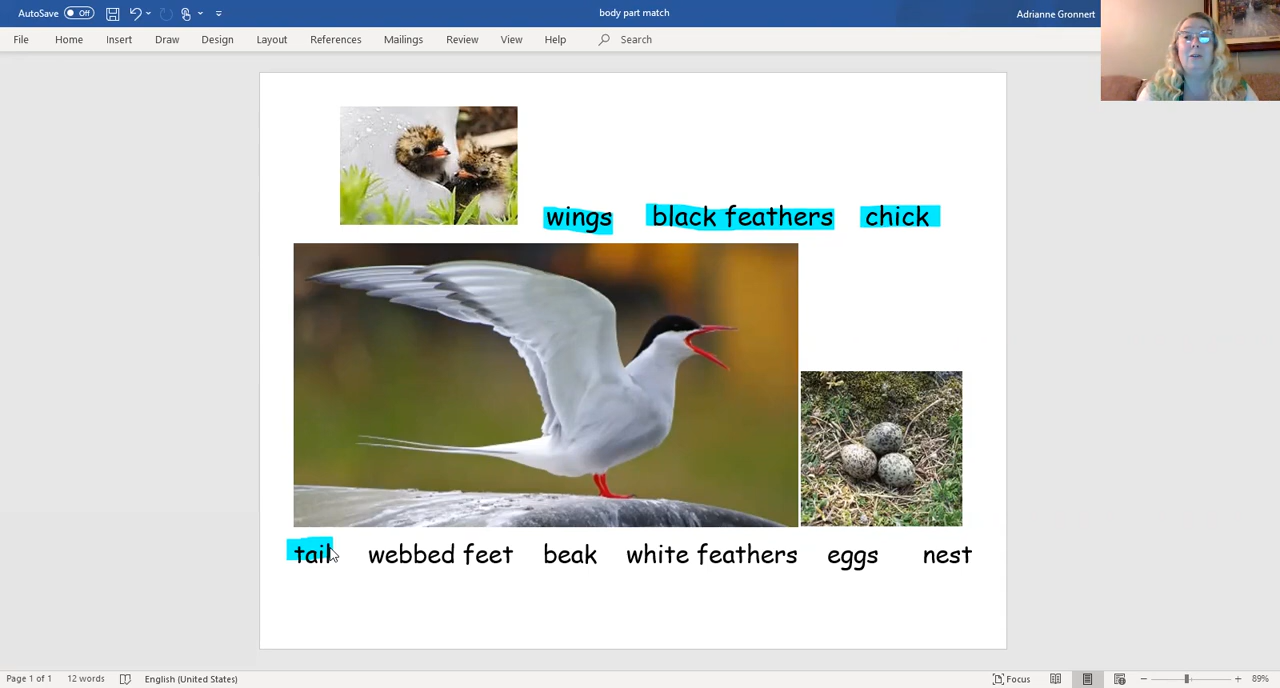 AutoSave Off body part match Adrianne Gronnert
File Home Insert Draw Design Layout References Mailings Review View Help Search
wings black feathers chick
tail webbed feet beak white feathers eggs nest
Page 1 of 1 12 words English (United States) Focus 89%